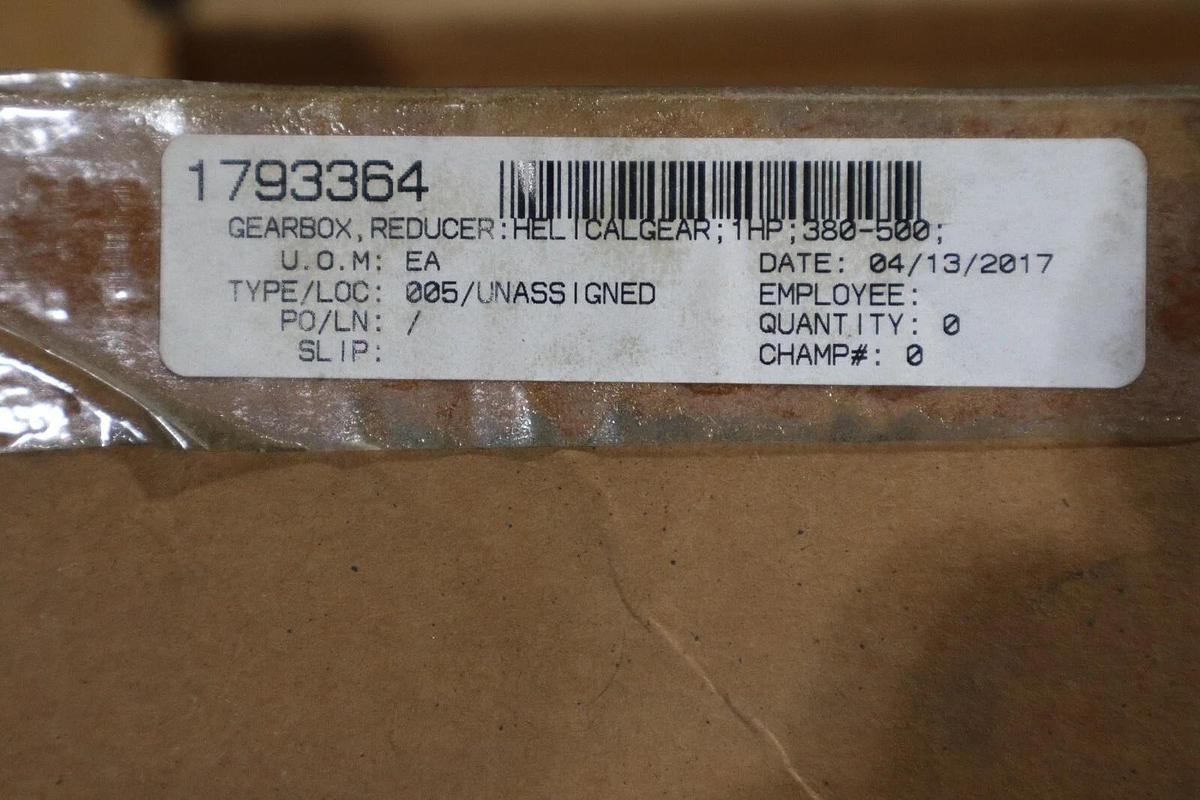 1793364
GEARBOX,REDUCER:HELICALGEAR;1HP;380-500;
U.O.M: EA
DATE: 04/13/2017
TYPE/LOC: 005/UNASSIGNED
EMPLOYEE:
PO/LN: /
QUANTITY: 0
SLIP:
CHAMP#: 0